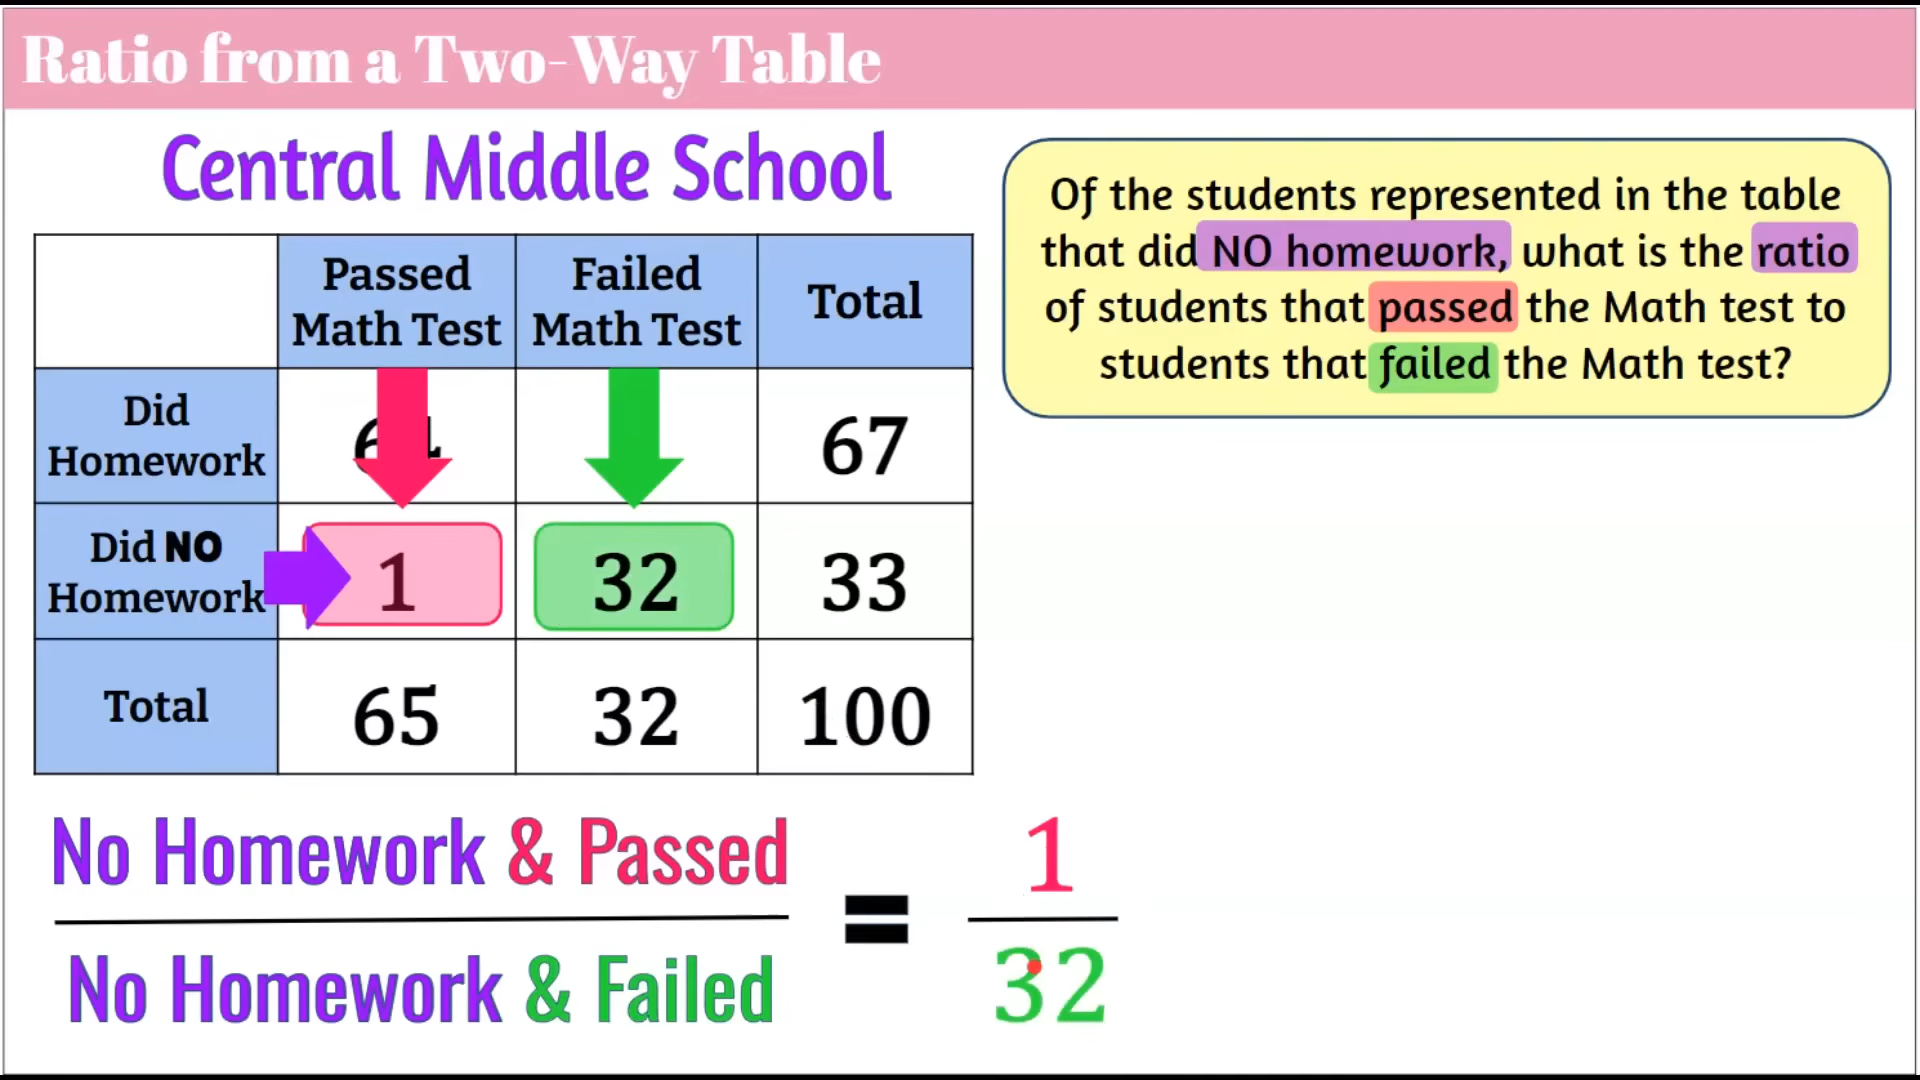 Ratio from a Two-Way Table
Central Middle School
Of the students represented in the table
that did NO homework, what is the ratio
of students that passed the Math test to
students that failed the Math test?
Passed
Math Test
Failed
Math Test
Total
Did
Homework
67
Did NO
Homework
1
32
33
Total
65
32
100
No Homework & Passed
No Homework & Failed
=
1
32